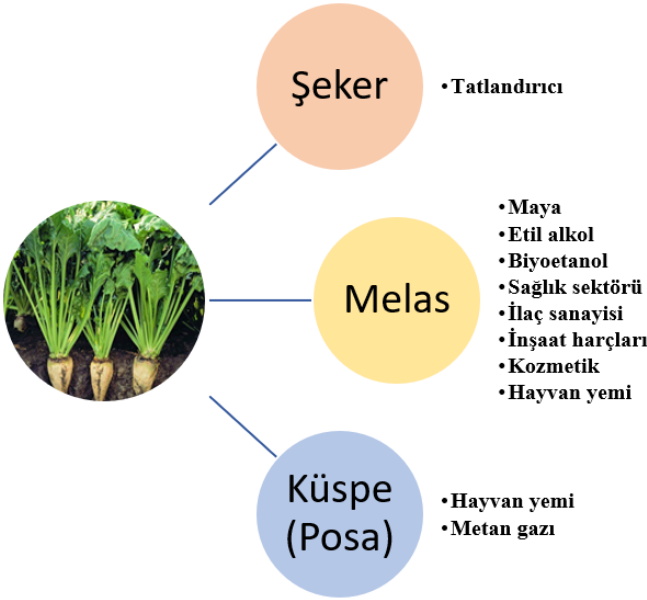 Şeker
• Tatlandırıcı
Melas
• Maya
• Etil alkol
• Biyoetanol
• Sağlık sektörü
• İlaç sanayisi
• İnşaat harçları
• Kozmetik
• Hayvan yemi
Küspe
(Posa)
• Hayvan yemi
• Metan gazı